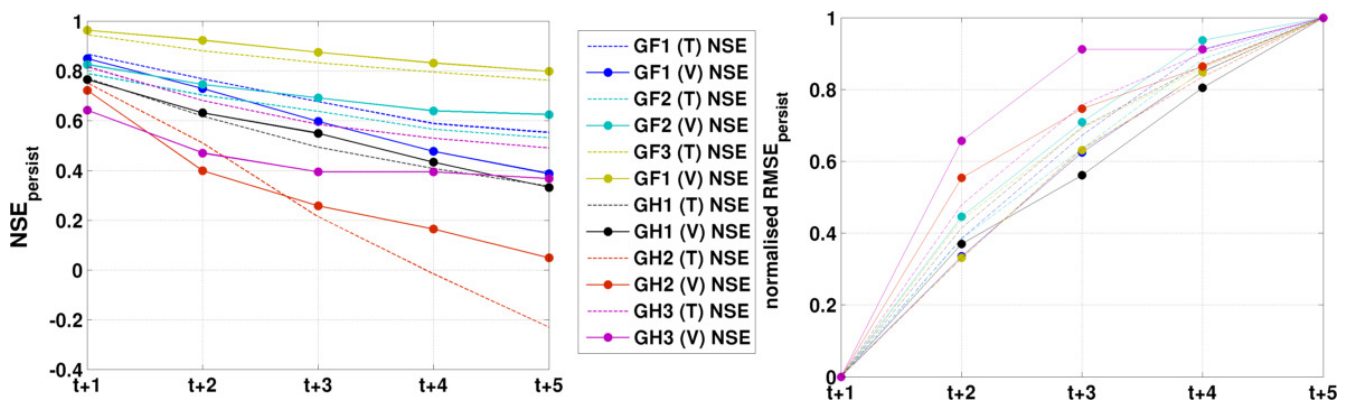 1
0.8
0.6
0.4
0.2
0
-0.2
-0.4
NSEpersist
t+1 t+2 t+3 t+4 t+5
GF1 (T) NSE
GF1 (V) NSE
GF2 (T) NSE
GF2 (V) NSE
GF3 (T) NSE
GF1 (V) NSE
GH1 (T) NSE
GH1 (V) NSE
GH2 (T) NSE
GH2 (V) NSE
GH3 (T) NSE
GH3 (V) NSE
1
0.8
0.6
0.4
0.2
0
normalised RMSEpersist
t+1 t+2 t+3 t+4 t+5